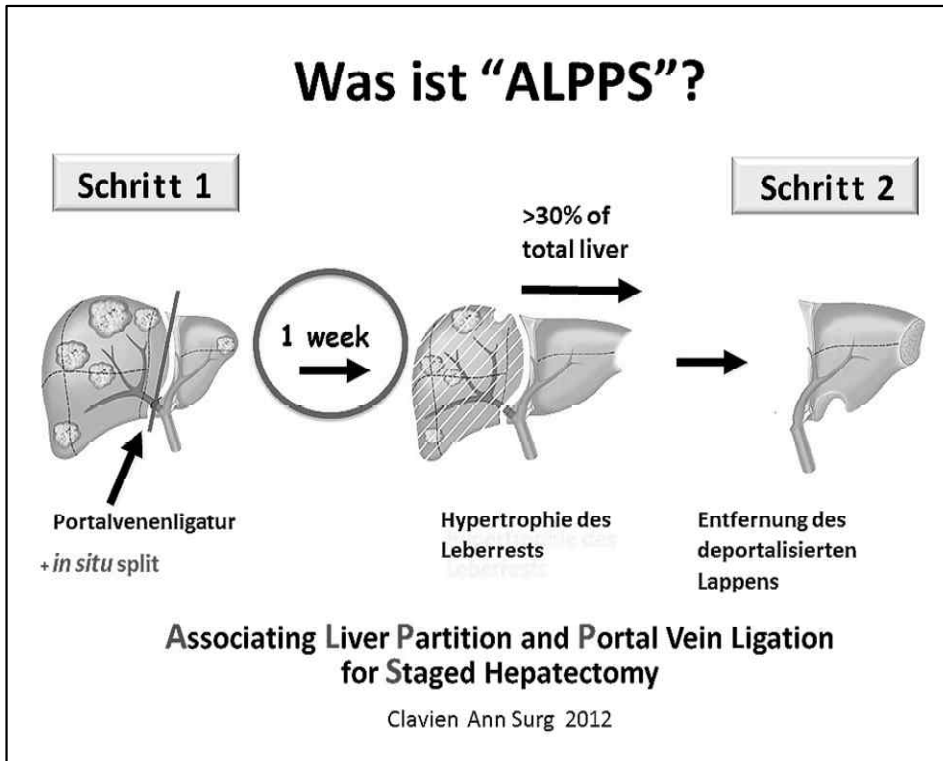 Was ist “ALPPS”?
Schritt 1
Schritt 2
>30% of
total liver
1 week
Portalvenenligatur
+ in situ split
Hypertrophie des
Leberrests
Entfernung des
deportalisierten
Lappens
Associating Liver Partition and Portal Vein Ligation
for Staged Hepatectomy
Clavien Ann Surg 2012